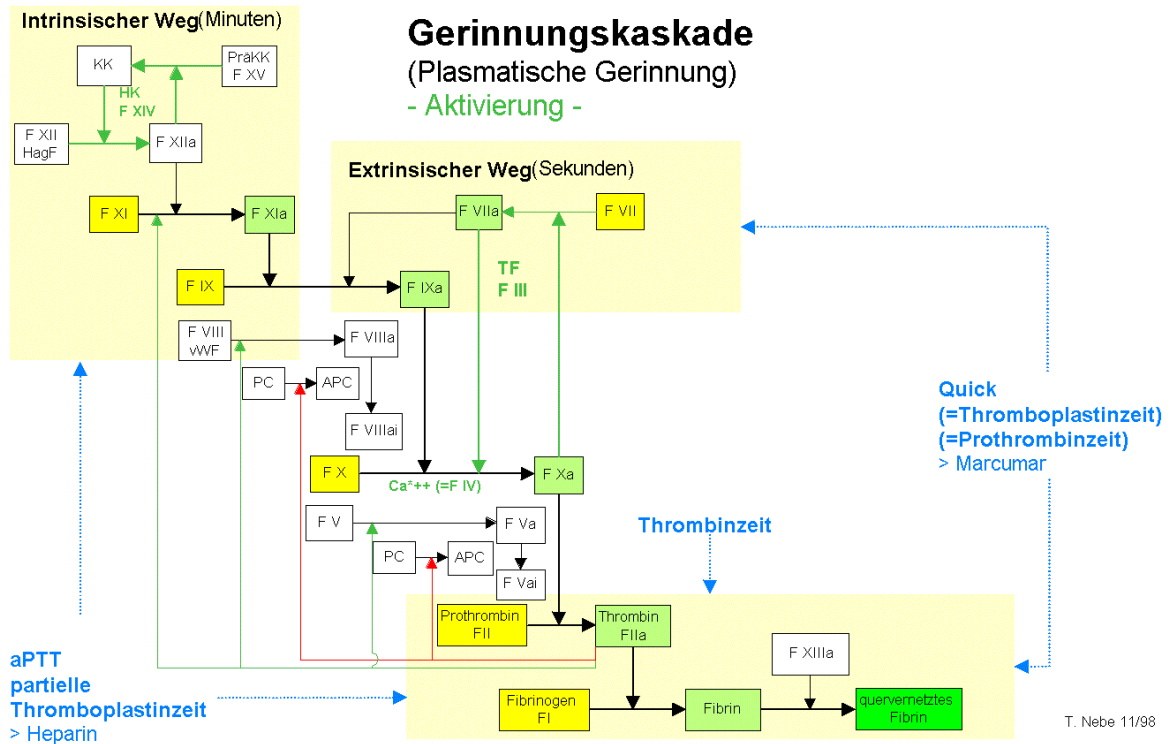 Intrinsischer Weg(Minuten)
Gerinnungskaskade
(Plasmatische Gerinnung)
- Aktivierung -
KK
PräKK
F XV
HK
F XIV
F XII
HagF
F XIIa
Extrinsischer Weg(Sekunden)
F XI
F XIa
F VIIa
F VII
TF
F III
F IX
F IXa
F VIII
vWF
F VIIIa
PC
APC
F VIIIai
Quick
(=Thromboplastinzeit)
(=Prothrombinzeit)
> Marcumar
F X
F Xa
Ca*++ (=F IV)
F V
F Va
Thrombinzeit
PC
APC
F Vai
Prothrombin
FII
Thrombin
FIIa
F XIIIa
aPTT
partielle
Thromboplastinzeit
> Heparin
Fibrinogen
FI
Fibrin
quervernetztes
Fibrin
T. Nebe 11/98